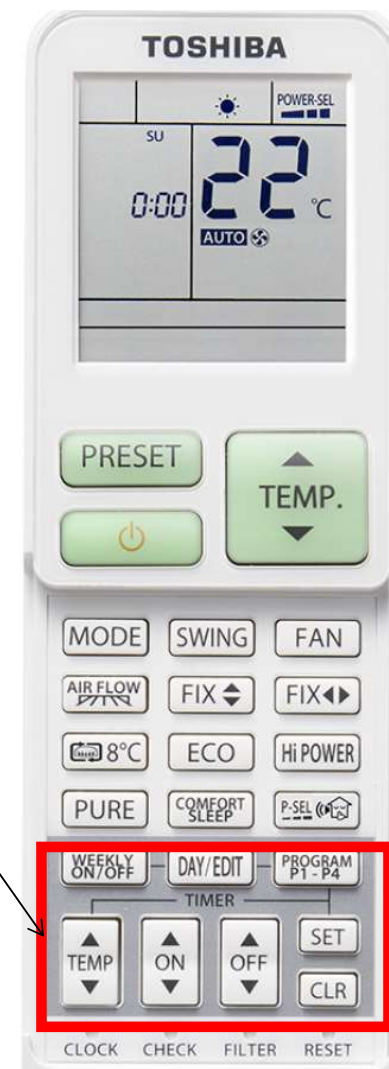 TOSHIBA
POWER-SEL
SU
22 °C
0:00
AUTO
PRESET
TEMP.
MODE SWING FAN
AIR FLOW FIX FIX
8°C ECO Hi POWER
PURE COMFORT SLEEP P-SEL
WEEKLY ON/OFF DAY/EDIT PROGRAM P1 - P4
TIMER
TEMP ON OFF SET
CLR
CLOCK CHECK FILTER RESET